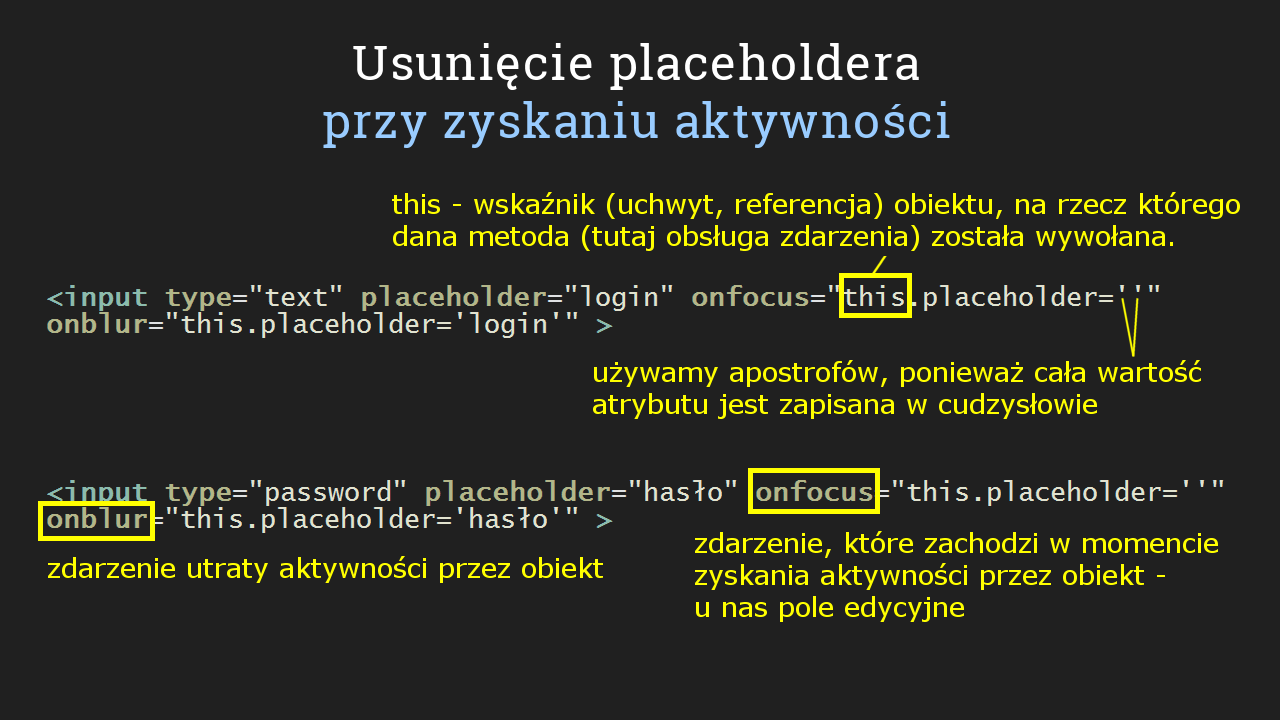 Usunięcie placeholdera
przy zyskaniu aktywności
this - wskaźnik (uchwyt, referencja) obiektu, na rzecz którego
dana metoda (tutaj obsługa zdarzenia) została wywołana.
<input type="text" placeholder="login" onfocus="this.placeholder=''"
onblur="this.placeholder='login'" >
używamy apostrofów, ponieważ cała wartość
atrybutu jest zapisana w cudzysłowie
<input type="password" placeholder="hasło" onfocus="this.placeholder=''"
onblur="this.placeholder='hasło'" >
zdarzenie utraty aktywności przez obiekt
zdarzenie, które zachodzi w momencie
zyskania aktywności przez obiekt -
u nas pole edycyjne